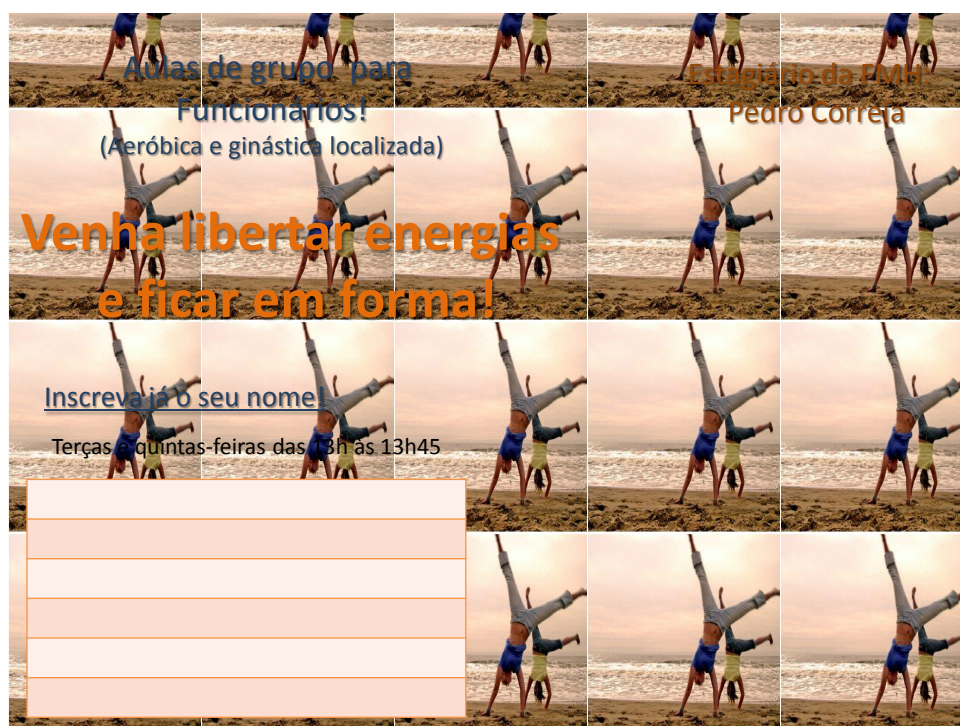 Aulas de grupo para
Funcionários!
(Aeróbica e ginástica localizada)
Estagiário da FMH
Pedro Correia
Venha libertar energias
e ficar em forma!
Inscreva já o seu nome!
Terças e quintas-feiras das 13h às 13h45